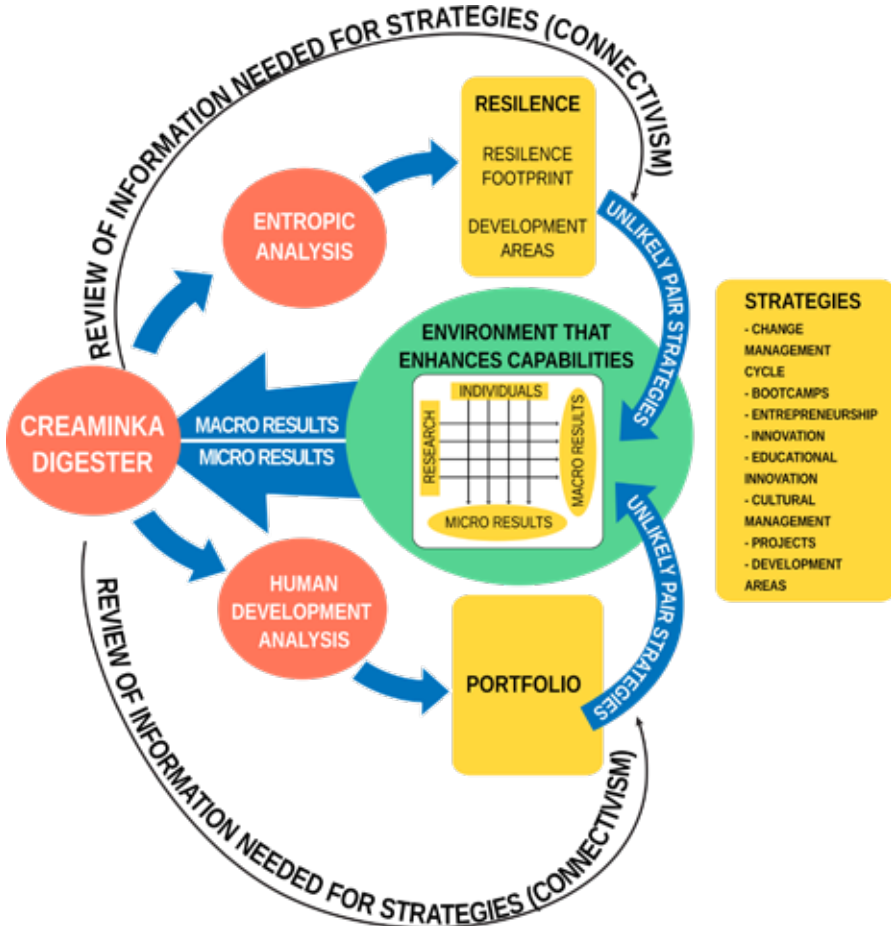 REVIEW OF INFORMATION NEEDED FOR STRATEGIES (CONNECTIVISM)
RESILENCE
RESILENCE
FOOTPRINT
DEVELOPMENT
AREAS
ENTROPIC
ANALYSIS
UNLIKELY PAIR STRATEGIES
ENVIRONMENT THAT
ENHANCES CAPABILITIES
INDIVIDUALS
RESEARCH
MACRO RESULTS
MICRO RESULTS
CREAMINKA
DIGESTER
MACRO RESULTS
MICRO RESULTS
STRATEGIES
- CHANGE
MANAGEMENT
CYCLE
- BOOTCAMPS
- ENTREPRENEURSHIP
- INNOVATION
- EDUCATIONAL
INNOVATION
- CULTURAL
MANAGEMENT
- PROJECTS
- DEVELOPMENT
AREAS
HUMAN
DEVELOPMENT
ANALYSIS
PORTFOLIO
UNLIKELY PAIR STRATEGIES
REVIEW OF INFORMATION NEEDED FOR STRATEGIES (CONNECTIVISM)